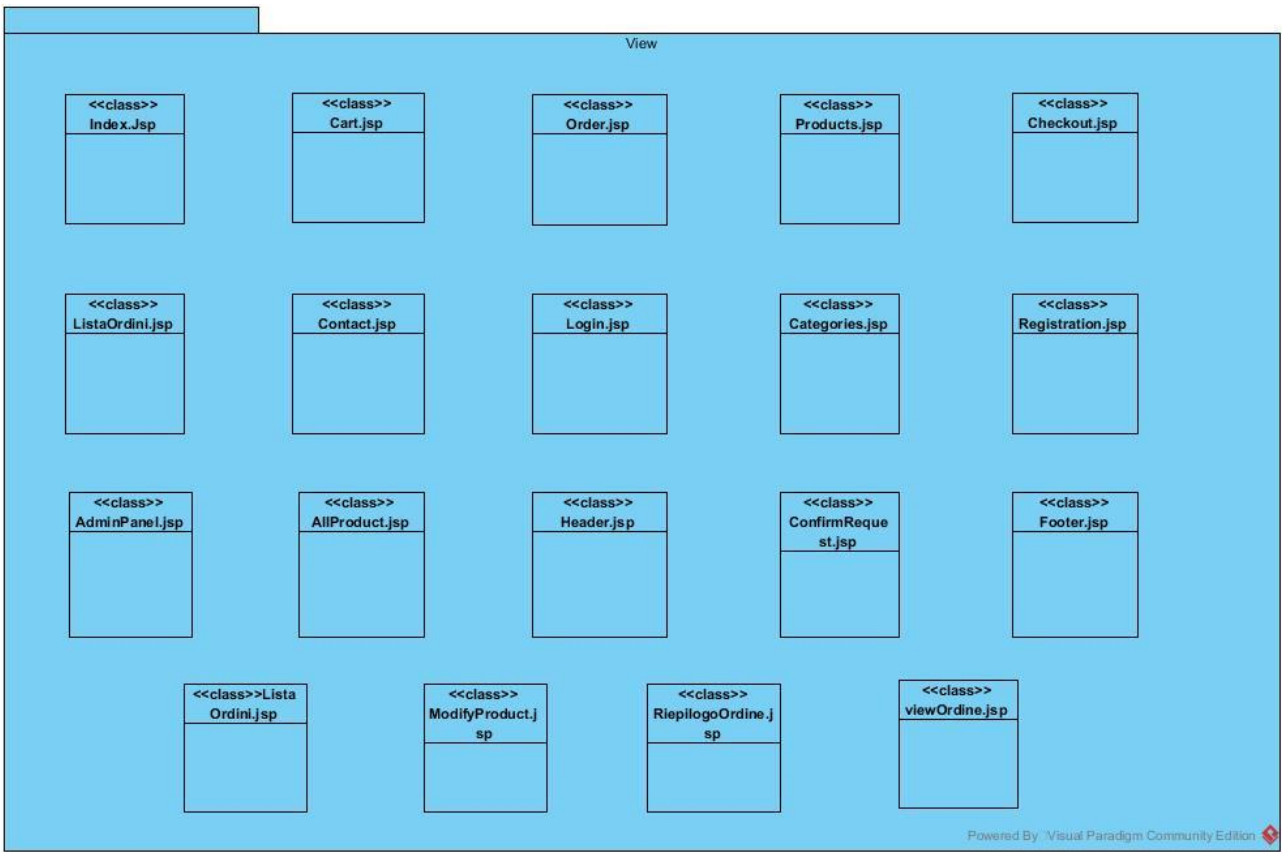 View
<<class>>
Index.Jsp
<<class>>
Cart.jsp
<<class>>
Order.jsp
<<class>>
Products.jsp
<<class>>
Checkout.jsp
<<class>>
ListaOrdini.jsp
<<class>>
Contact.jsp
<<class>>
Login.jsp
<<class>>
Categories.jsp
<<class>>
Registration.jsp
<<class>>
AdminPanel.jsp
<<class>>
AllProduct.jsp
<<class>>
Header.jsp
<<class>>
ConfirmReque
st.jsp
<<class>>
Footer.jsp
<<class>>Lista
Ordini.jsp
<<class>>
ModifyProduct.j
sp
<<class>>
RiepilogoOrdine.j
sp
<<class>>
viewOrdine.jsp
Powered By Visual Paradigm Community Edition